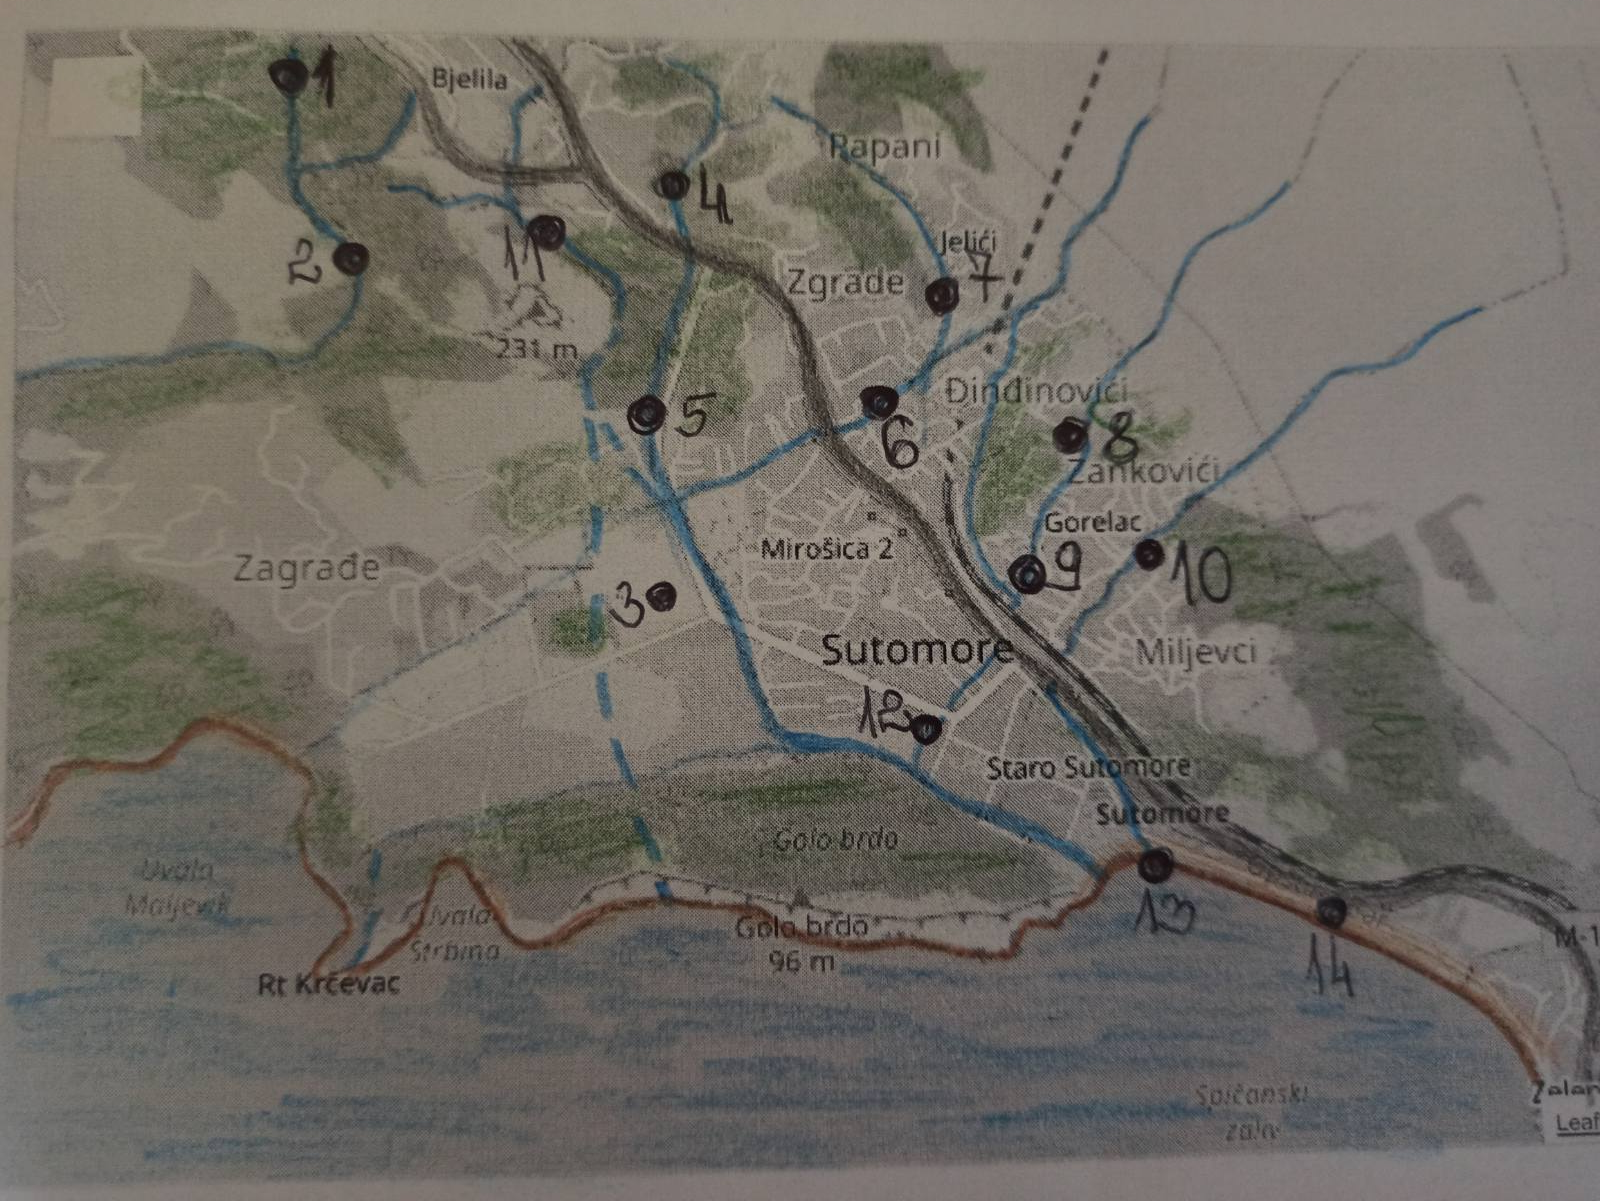 1
Bjelila
Papani
4
2
11
Jelići
7
Zgrade
231 m
Đinđinovići
5
6
8
Zankovići
Gorelac
Mirošica 2
Zagrađe
9
10
3
Sutomore
Miljevci
12
Staro Sutomore
Sutomore
Golo brdo
Uvala
Maljevik
Uvala
Strbina
Golo brdo
96 m
13
14
M-1
Rt Krčevac
Spičanski
zaliv
Leaf